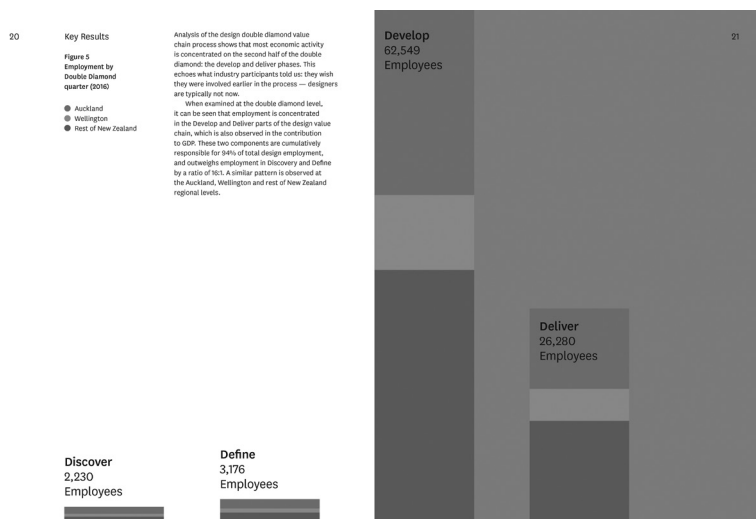 20
Key Results
Figure 5
Employment by
Double Diamond
quarter (2016)
Auckland
Wellington
Rest of New Zealand
Analysis of the design double diamond value
chain process shows that most economic activity
is concentrated on the second half of the double
diamond: the develop and deliver phases. This
echoes what industry participants told us: they wish
they were involved earlier in the process — designers
are typically not now.
When examined at the double diamond level,
it can be seen that employment is concentrated
in the Develop and Deliver parts of the design value
chain, which is also observed in the contribution
to GDP. These two components are cumulatively
responsible for 94% of total design employment,
and outweighs employment in Discovery and Define
by a ratio of 16:1. A similar pattern is observed at
the Auckland, Wellington and rest of New Zealand
regional levels.
Discover
2,230
Employees
Define
3,176
Employees
Develop
62,549
Employees
21
Deliver
26,280
Employees